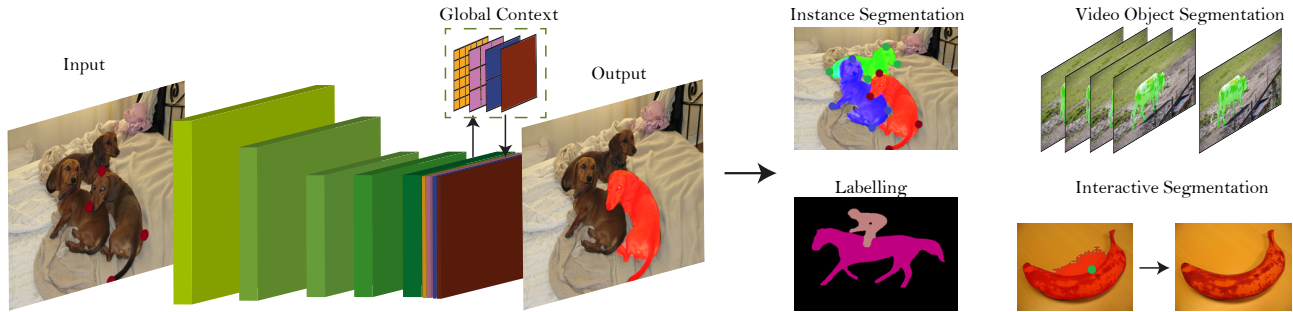 Global Context
Instance Segmentation
Video Object Segmentation
Input
Output
Labelling
Interactive Segmentation